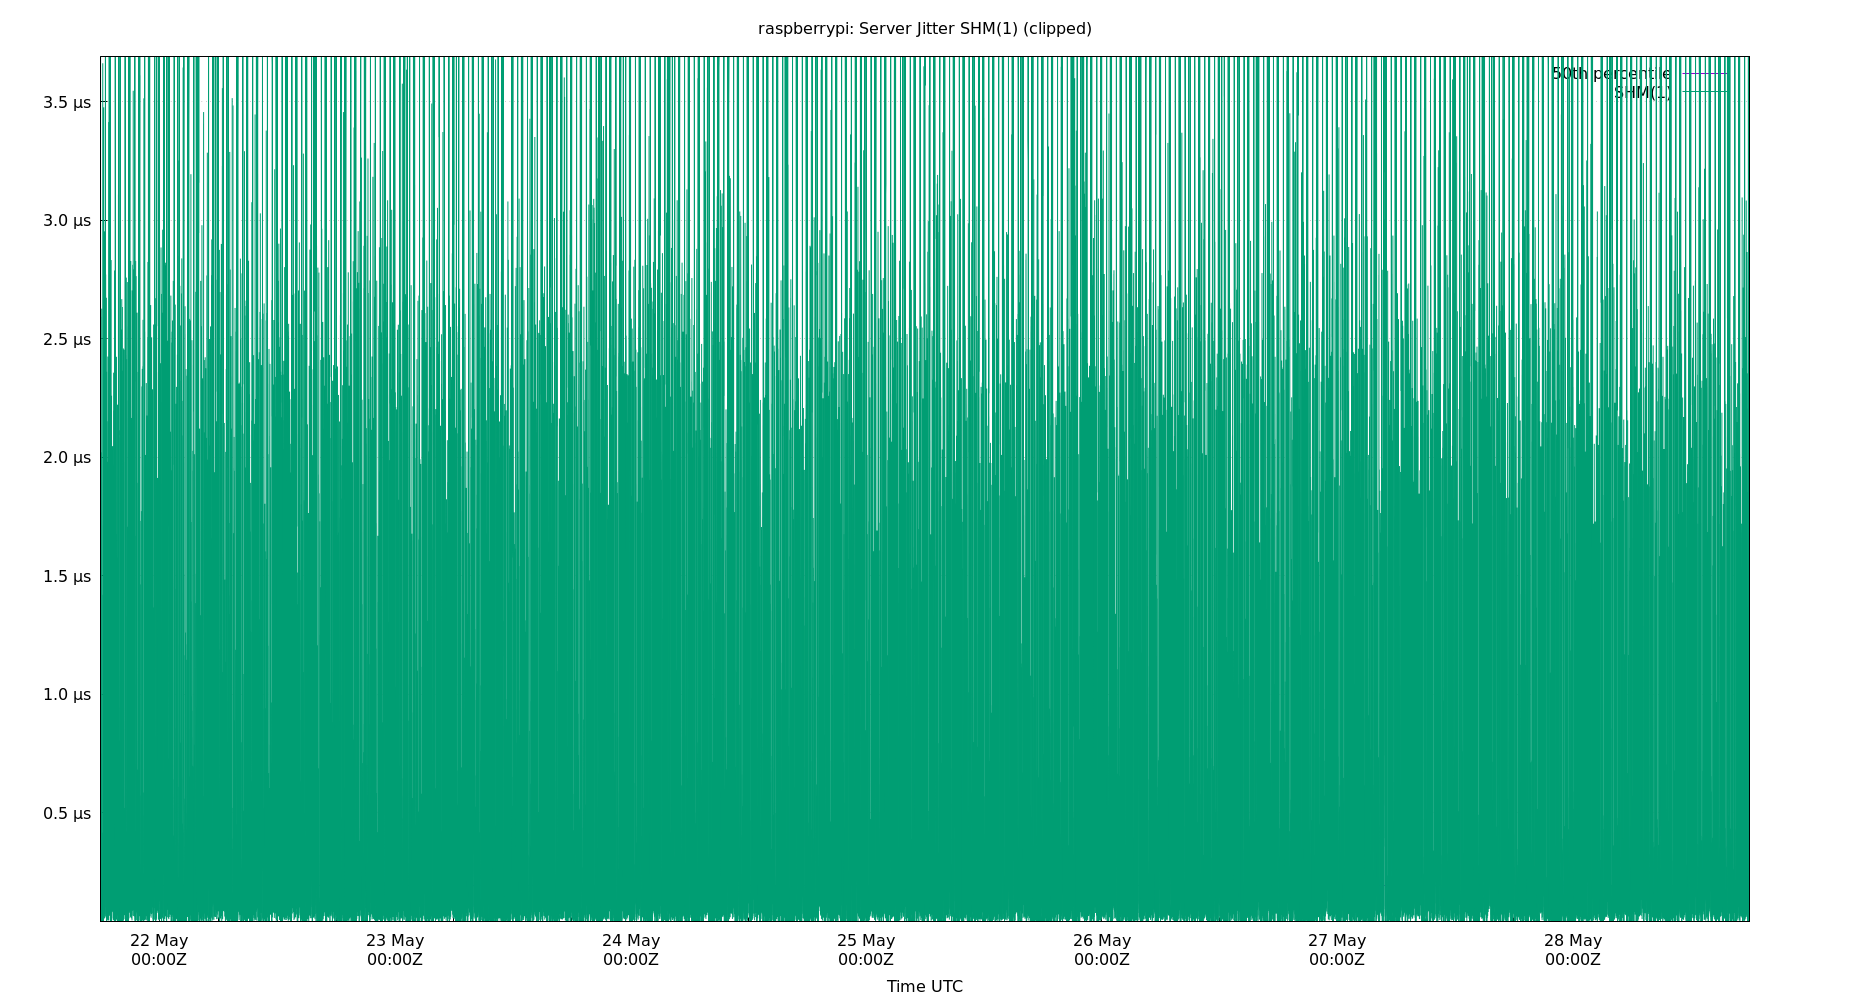 raspberrypi: Server Jitter SHM(1) (clipped)
50th percentile
SHM(1)
3.5 μs
3.0 μs
2.5 μs
2.0 μs
1.5 μs
1.0 μs
0.5 μs
22 May 23 May 24 May 25 May 26 May 27 May 28 May
00:00Z 00:00Z 00:00Z 00:00Z 00:00Z 00:00Z 00:00Z
Time UTC